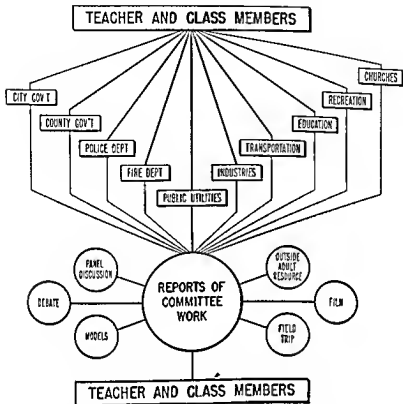 TEACHER AND CLASS MEMBERS
CHURCHES
CITY GOV'T
RECREATION
COUNTY GOV'T
EDUCATION
POLICE DEPT
TRANSPORTATION
FIRE DEPT
INDUSTRIES
PUBLIC UTILITIES
PANEL
DISCUSSION
OUTSIDE
ADULT
RESOURCE
REPORTS OF
COMMITTEE
WORK
DEBATE
FILM
MODELS
FIELD
TRIP
TEACHER AND CLASS MEMBERS